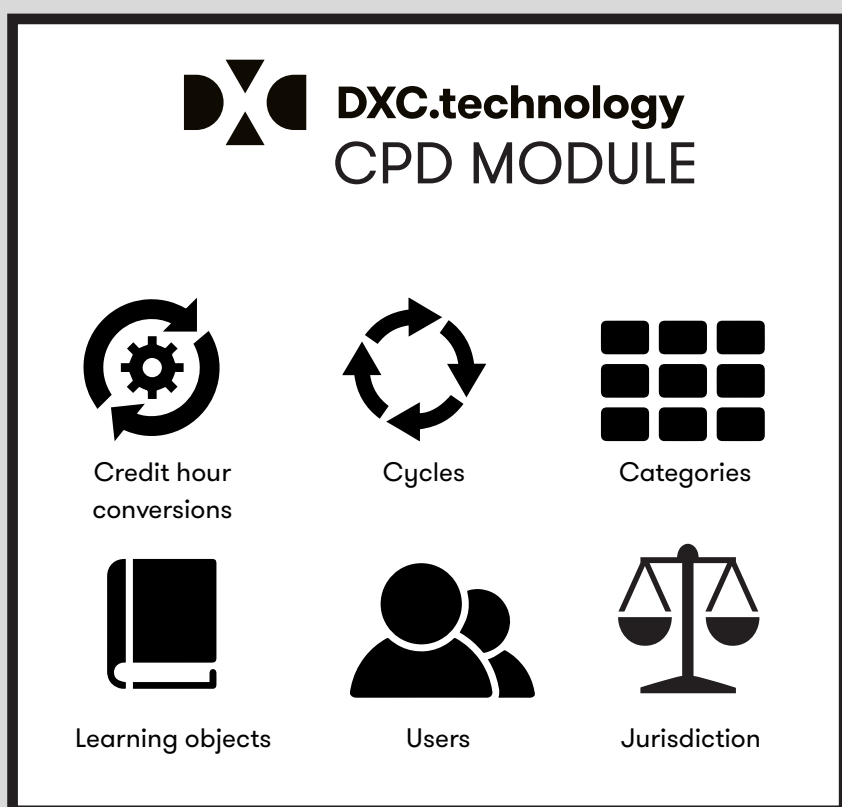 DXC.technology
CPD MODULE
Credit hour
conversions
Cycles
Categories
Learning objects
Users
Jurisdiction